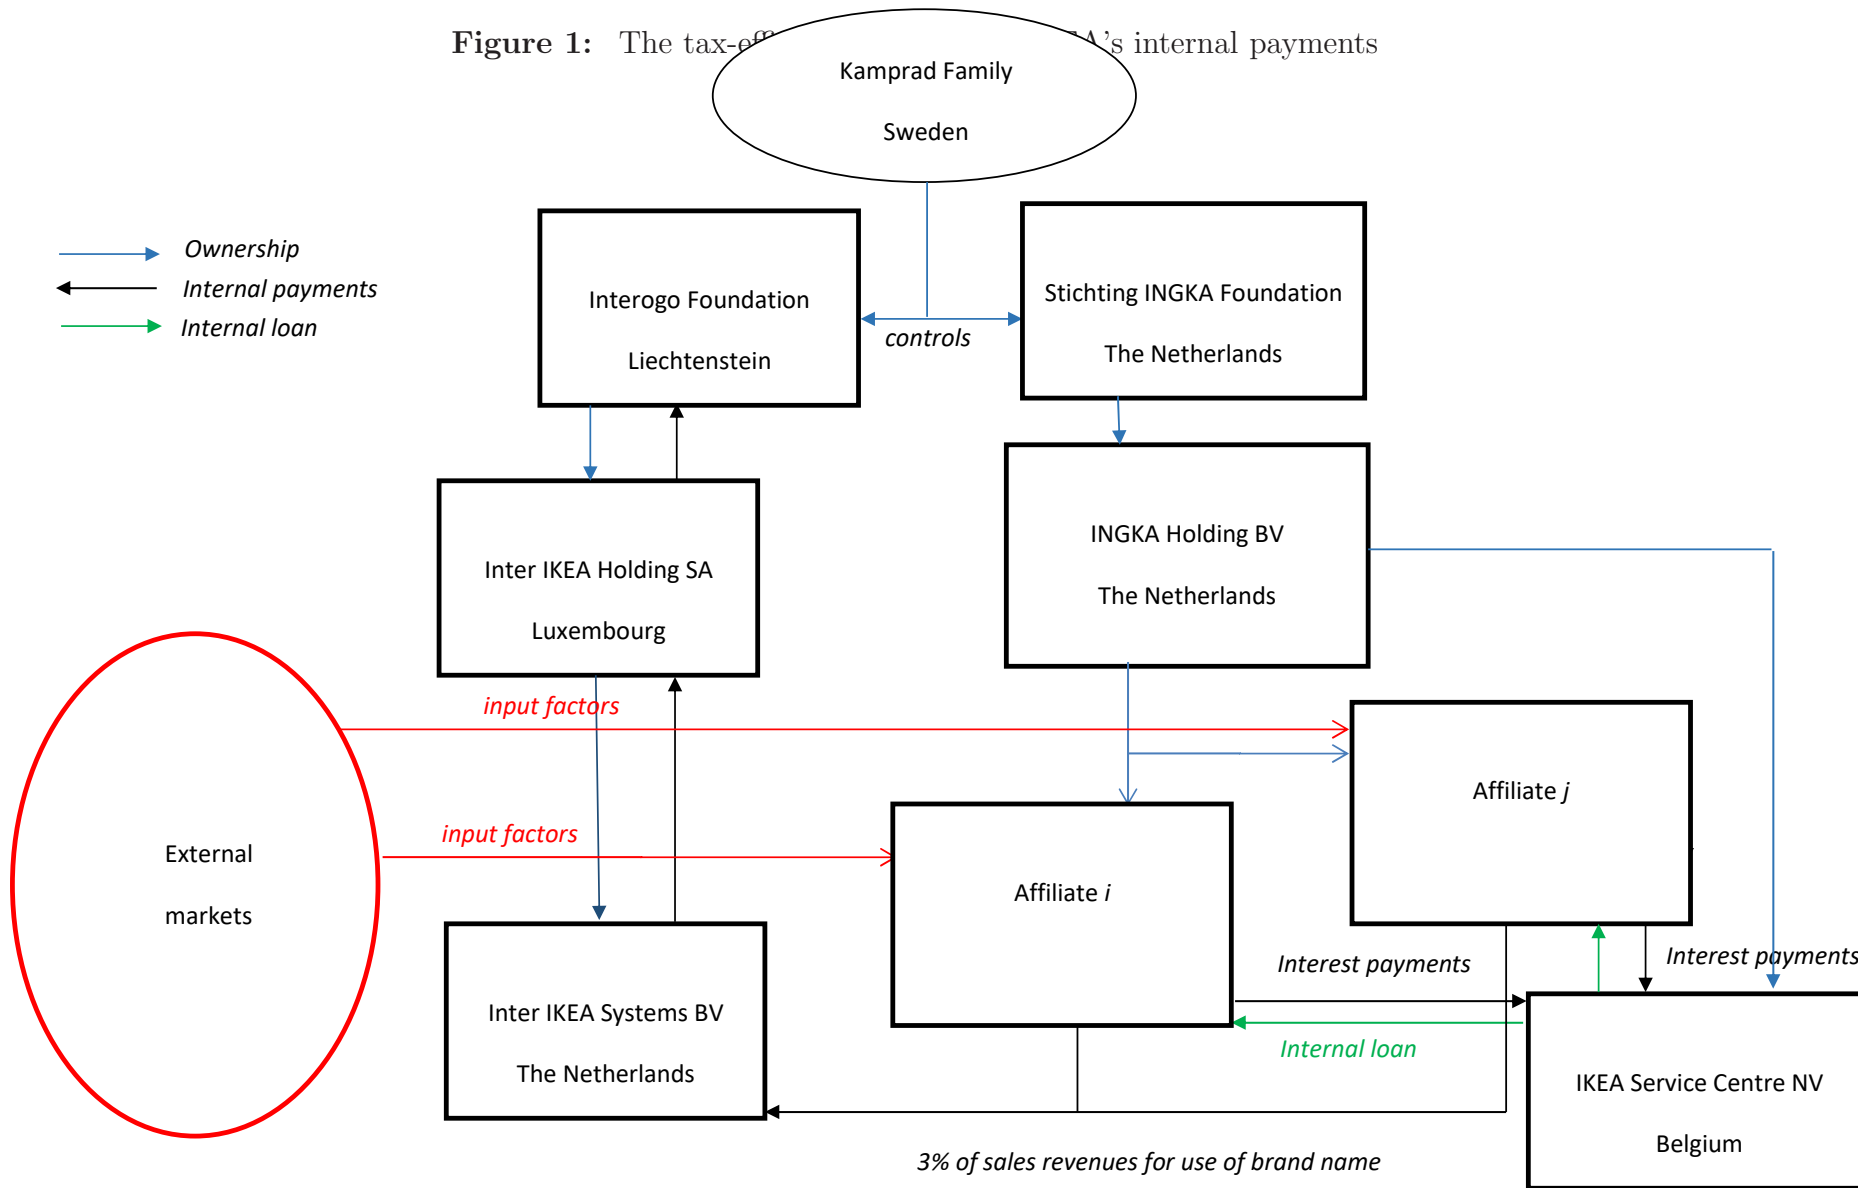 Figure 1: The tax-eff A's internal payments
Kamprad Family
Sweden
Ownership
Internal payments
Internal loan
Interogo Foundation
Liechtenstein
controls
Stichting INGKA Foundation
The Netherlands
Inter IKEA Holding SA
Luxembourg
INGKA Holding BV
The Netherlands
input factors
input factors
External
markets
Affiliate j
Affiliate i
Interest payments
Interest payments
Internal loan
Inter IKEA Systems BV
The Netherlands
IKEA Service Centre NV
Belgium
3% of sales revenues for use of brand name